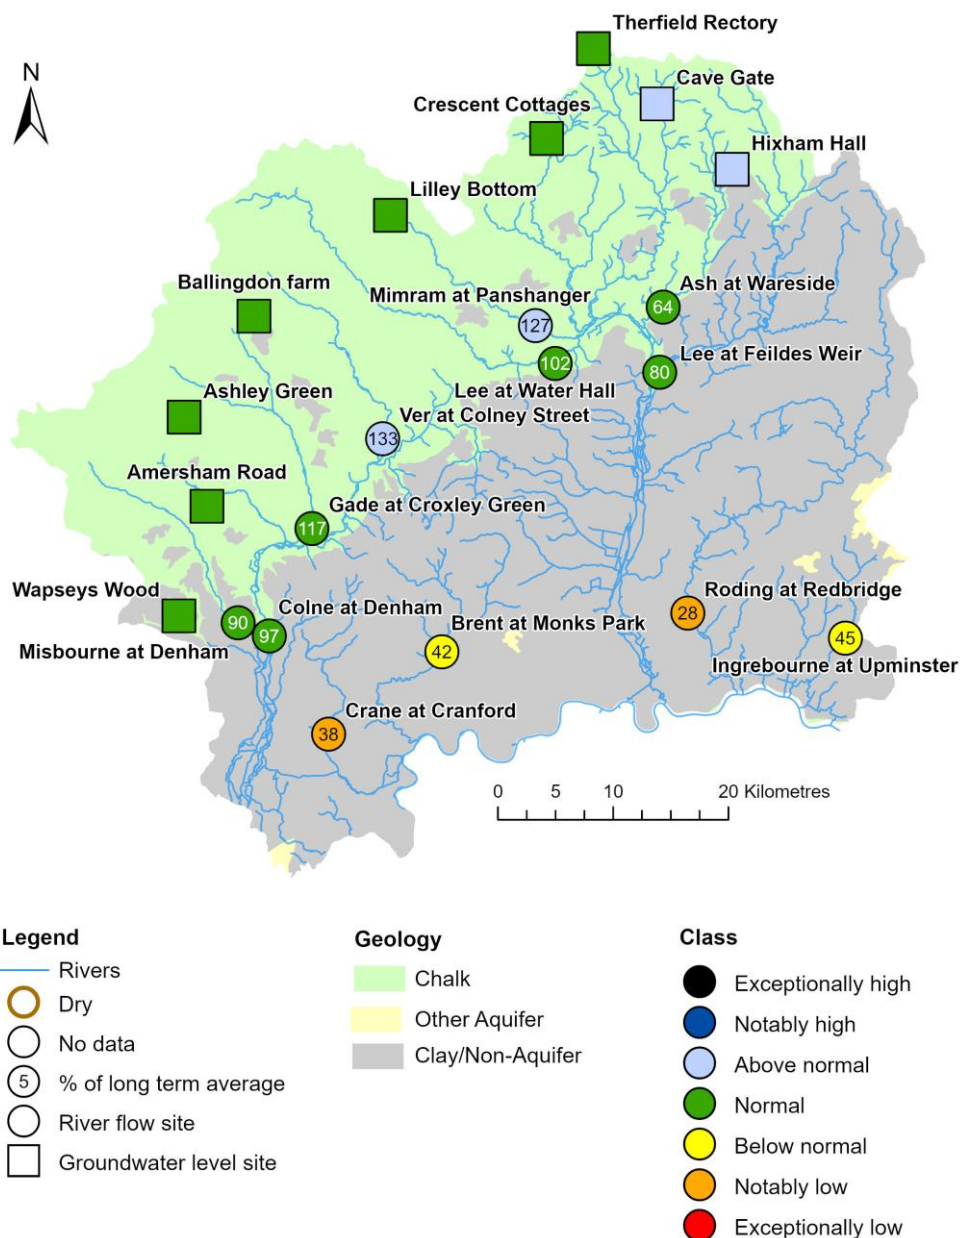 Therfield Rectory
N
Cave Gate
Crescent Cottages
Hixham Hall
Lilley Bottom
Ballingdon farm
Ash at Wareside
Mimram at Panshanger
64
127
Lee at Feildes Weir
102
80
Ashley Green
Lee at Water Hall
Ver at Colney Street
133
Amersham Road
Gade at Croxley Green
117
Wapseys Wood
Roding at Redbridge
Colne at Denham
28
90
97
Brent at Monks Park
45
Misbourne at Denham
42
Ingrebourne at Upminster
Crane at Cranford
38
0 5 10 20 Kilometres
Legend
Rivers
Dry
No data
5 % of long term average
River flow site
Groundwater level site
Geology
Chalk
Other Aquifer
Clay/Non-Aquifer
Class
Exceptionally high
Notably high
Above normal
Normal
Below normal
Notably low
Exceptionally low